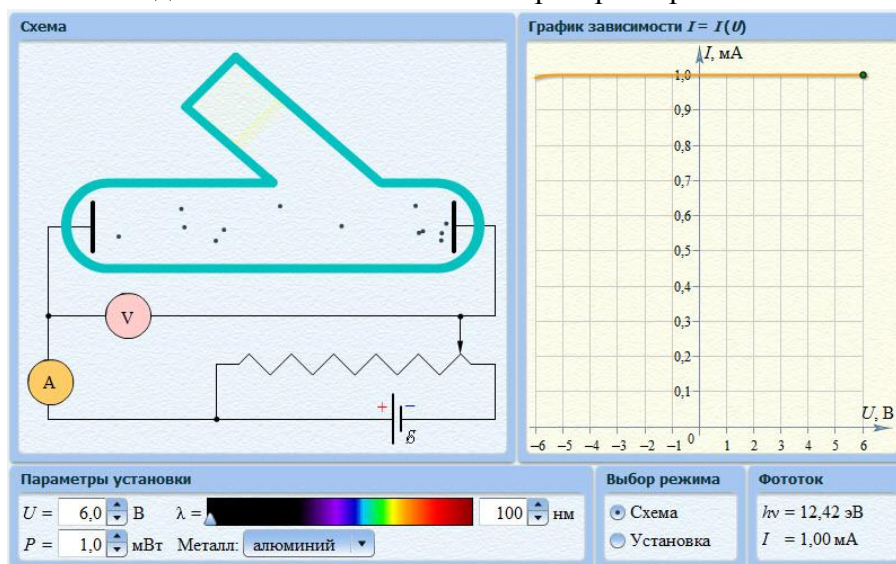 Схема
V
A
+ −
ℰ
График зависимости I = I(U)
I, мА
1,0
0,9
0,8
0,7
0,6
0,5
0,4
0,3
0,2
0,1
U, В
−6 −5 −4 −3 −2 −1 0 1 2 3 4 5 6
Параметры установки
U = 6,0 В λ = 100 нм
P = 1,0 мВт Металл: алюминий
Выбор режима
Схема
Установка
Фототок
hν = 12,42 эВ
I = 1,00 мА